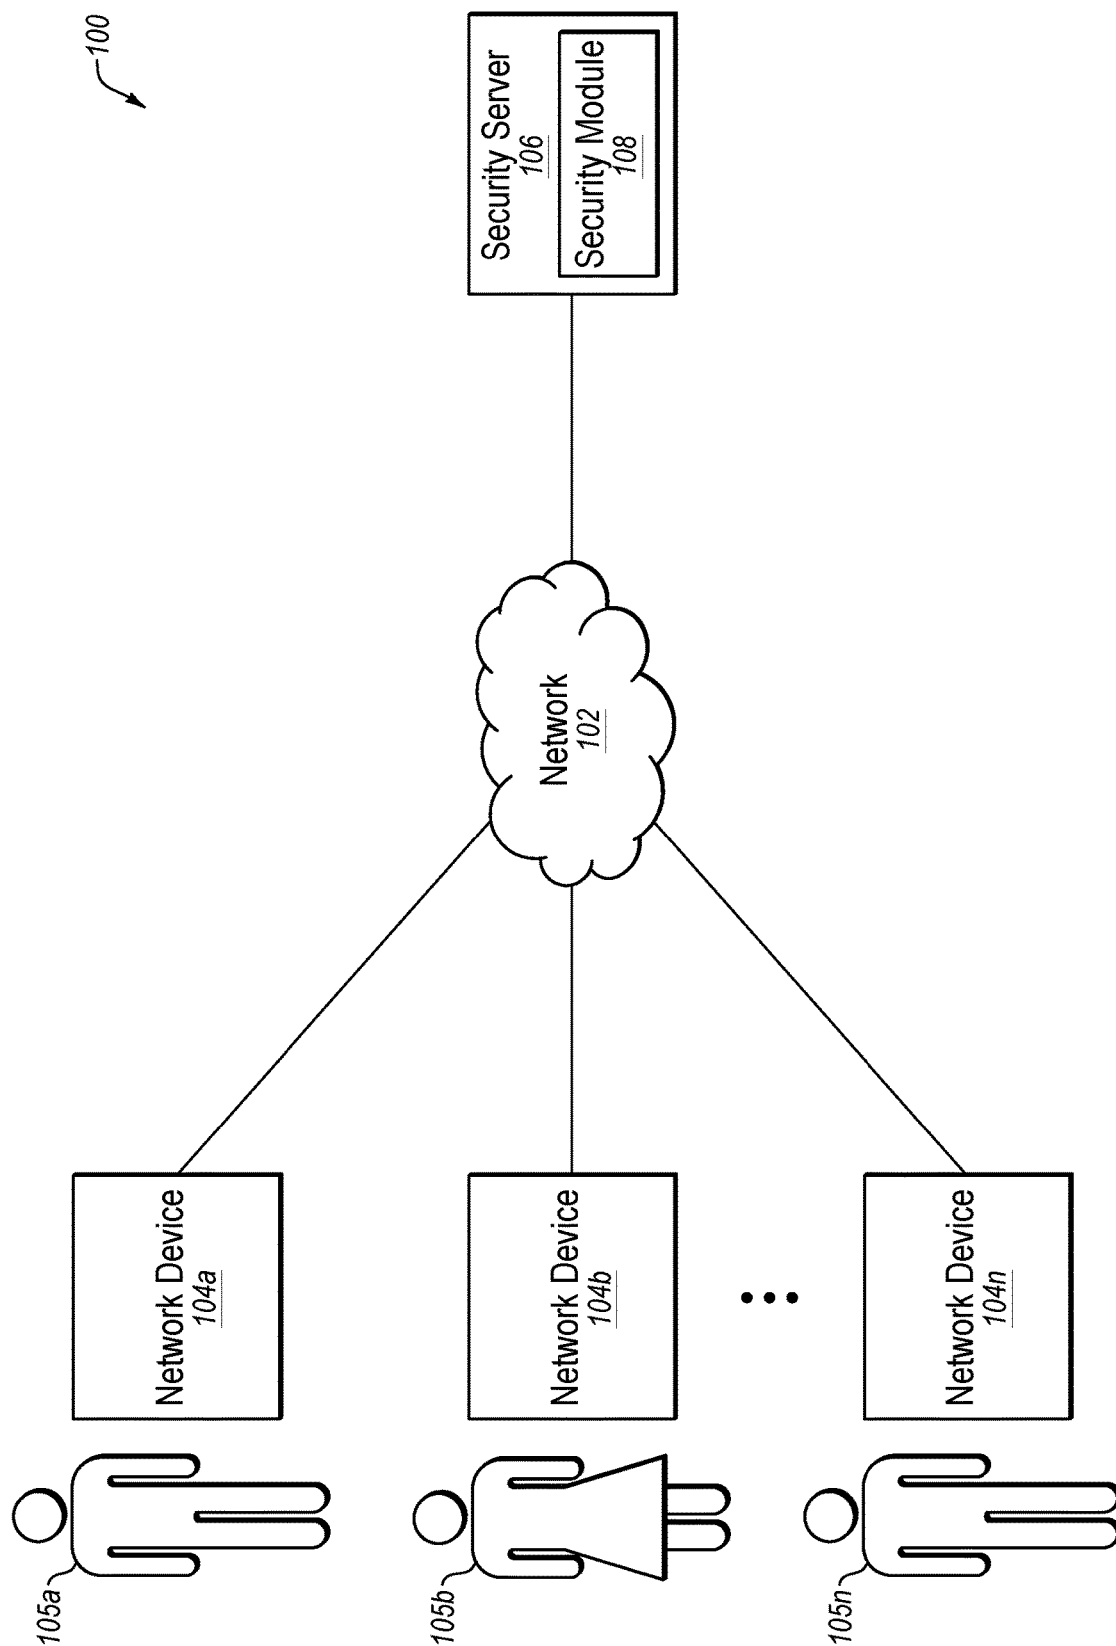 100
105a
Network Device
104a
105b
Network Device
104b
105n
Network Device
104n
Network
102
Security Server
106
Security Module
108